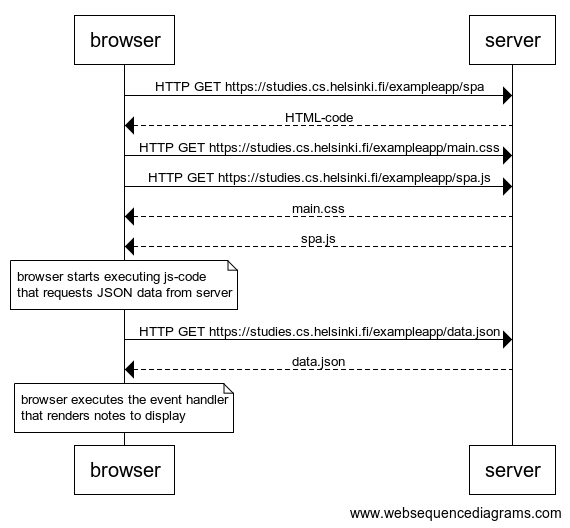 browser
server
HTTP GET https://studies.cs.helsinki.fi/exampleapp/spa
HTML-code
HTTP GET https://studies.cs.helsinki.fi/exampleapp/main.css
HTTP GET https://studies.cs.helsinki.fi/exampleapp/spa.js
main.css
spa.js
browser starts executing js-code
that requests JSON data from server
HTTP GET https://studies.cs.helsinki.fi/exampleapp/data.json
data.json
browser executes the event handler
that renders notes to display
browser
server
www.websequencediagrams.com